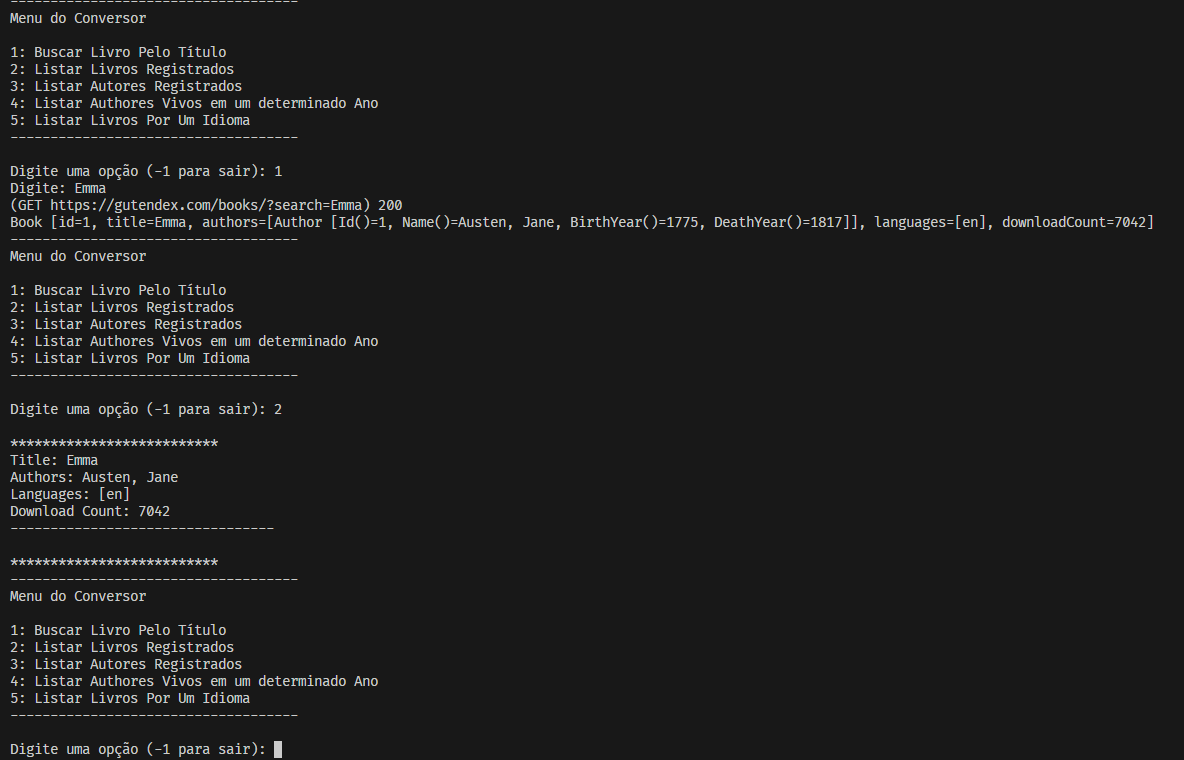 ------------------------------------
Menu do Conversor
1: Buscar Livro Pelo Título
2: Listar Livros Registrados
3: Listar Autores Registrados
4: Listar Authores Vivos em um determinado Ano
5: Listar Livros Por Um Idioma
------------------------------------
Digite uma opção (-1 para sair): 1
Digite: Emma
(GET https://gutendex.com/books/?search=Emma) 200
Book [id=1, title=Emma, authors=[Author [Id()=1, Name()=Austen, Jane, BirthYear()=1775, DeathYear()=1817]], languages=[en], downloadCount=7042]
------------------------------------
Menu do Conversor
1: Buscar Livro Pelo Título
2: Listar Livros Registrados
3: Listar Autores Registrados
4: Listar Authores Vivos em um determinado Ano
5: Listar Livros Por Um Idioma
------------------------------------
Digite uma opção (-1 para sair): 2
**************************
Title: Emma
Authors: Austen, Jane
Languages: [en]
Download Count: 7042
---------------------------------
**************************
------------------------------------
Menu do Conversor
1: Buscar Livro Pelo Título
2: Listar Livros Registrados
3: Listar Autores Registrados
4: Listar Authores Vivos em um determinado Ano
5: Listar Livros Por Um Idioma
------------------------------------
Digite uma opção (-1 para sair):